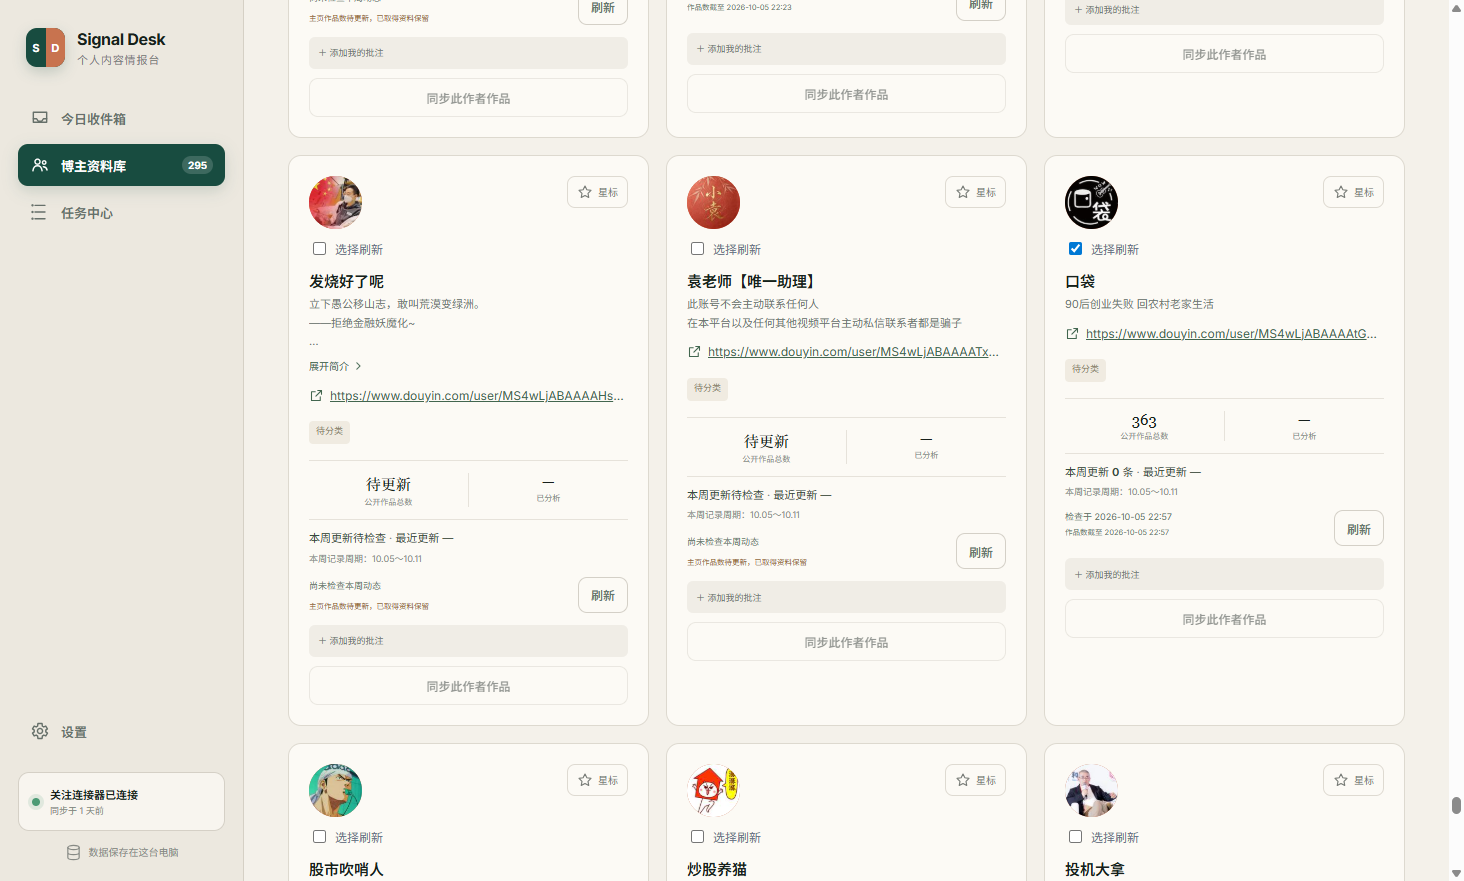 S D
Signal Desk
个人内容情报台
今日收件箱
博主资料库 295
任务中心
设置
关注连接器已连接
同步于 1 天前
数据保存在这台电脑
主页作品数待更新，已取得资料保留
刷新
+ 添加我的批注
同步此作者作品
作品数截至 2026-10-05 22:23
刷新
+ 添加我的批注
同步此作者作品
+ 添加我的批注
同步此作者作品
星标
选择刷新
发烧好了呢
立下愚公移山志，敢叫荒漠变绿洲。
——拒绝金融妖魔化~
...
展开简介
https://www.douyin.com/user/MS4wLjABAAAAHs...
待分类
待更新
公开作品总数
—
已分析
本周更新待检查 · 最近更新 —
本周记录周期：10.05～10.11
尚未检查本周动态
主页作品数待更新，已取得资料保留
刷新
+ 添加我的批注
同步此作者作品
小袁
星标
选择刷新
袁老师【唯一助理】
此账号不会主动联系任何人
在本平台以及任何其他视频平台主动私信联系者都是骗子
https://www.douyin.com/user/MS4wLjABAAAATx...
待分类
待更新
公开作品总数
—
已分析
本周更新待检查 · 最近更新 —
本周记录周期：10.05～10.11
尚未检查本周动态
主页作品数待更新，已取得资料保留
刷新
+ 添加我的批注
同步此作者作品
袋
星标
选择刷新
口袋
90后创业失败 回农村老家生活
https://www.douyin.com/user/MS4wLjABAAAAtG...
待分类
363
公开作品总数
—
已分析
本周更新 0 条 · 最近更新 —
本周记录周期：10.05～10.11
检查于 2026-10-05 22:57
作品数截至 2026-10-05 22:57
刷新
+ 添加我的批注
同步此作者作品
星标
选择刷新
股市吹哨人
星标
选择刷新
炒股养猫
星标
选择刷新
投机大拿